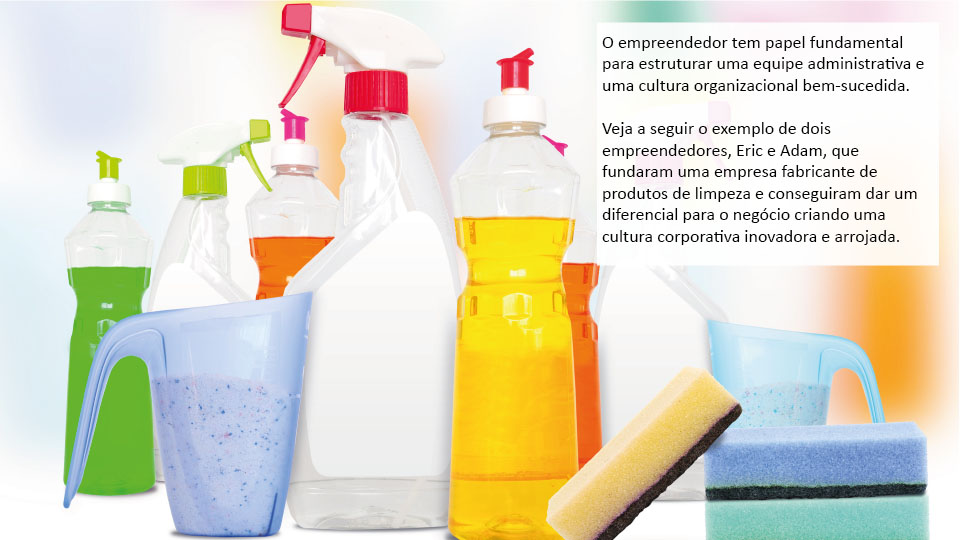 O empreendedor tem papel fundamental
para estruturar uma equipe administrativa e
uma cultura organizacional bem-sucedida.
Veja a seguir o exemplo de dois
empreendedores, Eric e Adam, que
fundaram uma empresa fabricante de
produtos de limpeza e conseguiram dar um
diferencial para o negócio criando uma
cultura corporativa inovadora e arrojada.